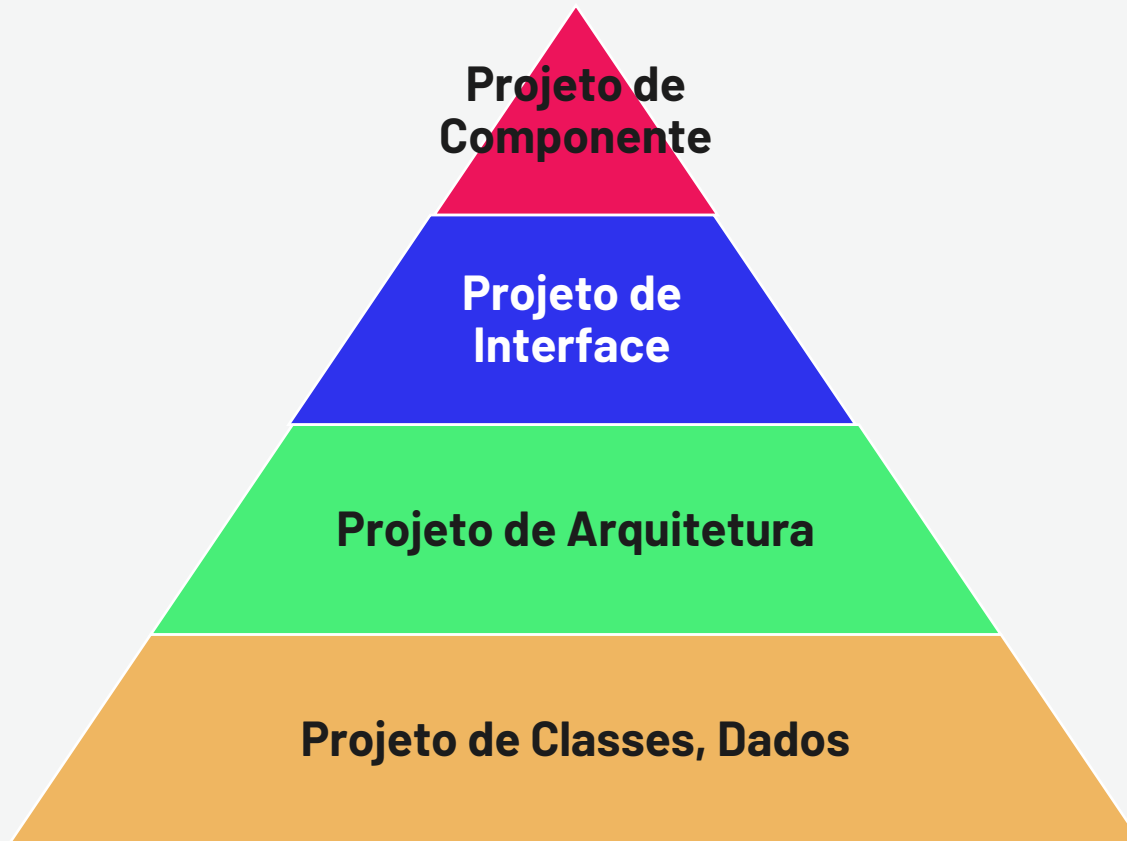 Projeto de
Componente
Projeto de
Interface
Projeto de Arquitetura
Projeto de Classes, Dados